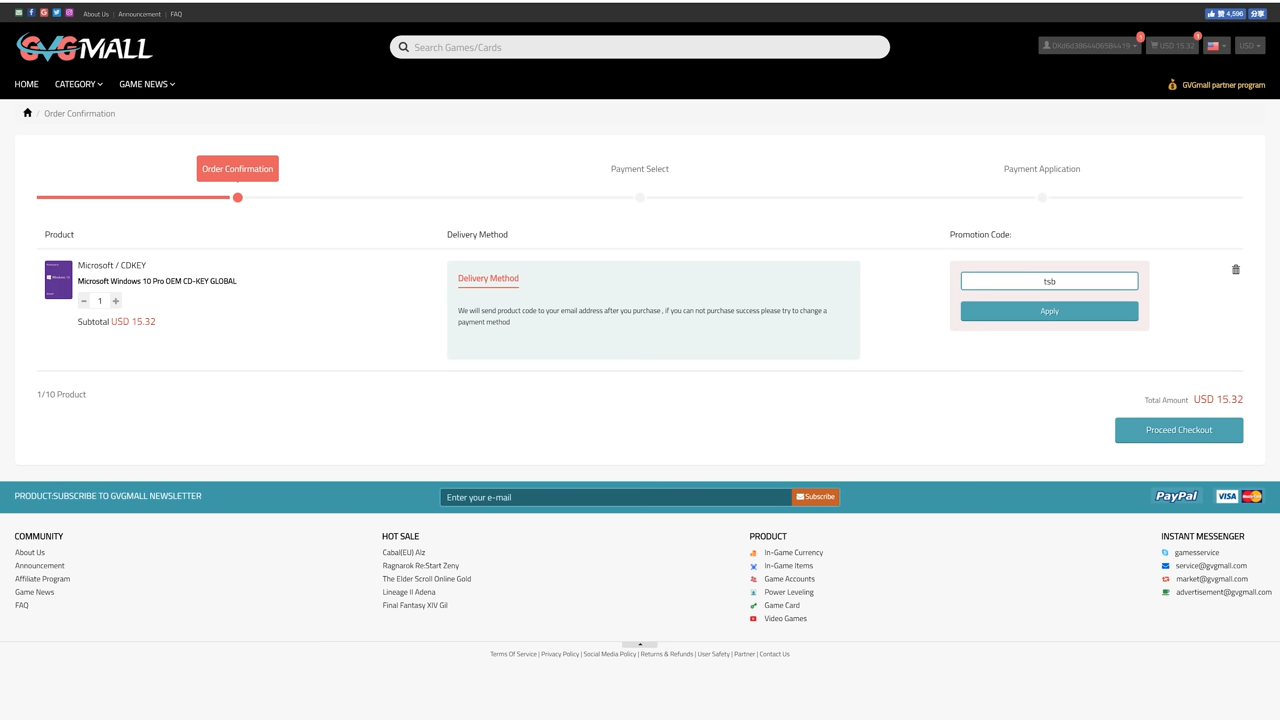 About Us | Announcement | FAQ
赞 4,596 分享
GVGMALL
Search Games/Cards
1
USD 15.32
1
USD
HOME CATEGORY GAME NEWS
GVGmall partner program
/ Order Confirmation
Order Confirmation
Payment Select
Payment Application
Product
Delivery Method
Promotion Code:
Microsoft / CDKEY
Microsoft Windows 10 Pro OEM CD-KEY GLOBAL
- 1 +
Subtotal USD 15.32
Delivery Method
We will send product code to your email address after you purchase , if you can not purchase success please try to change a
payment method
tsb
Apply
1/10 Product
Total Amount USD 15.32
Proceed Checkout
PRODUCT:SUBSCRIBE TO GVGMALL NEWSLETTER
Enter your e-mail
Subscribe
PayPal VISA
COMMUNITY
About Us
Announcement
Affiliate Program
Game News
FAQ
HOT SALE
Cabal(EU) Alz
Ragnarok Re:Start Zeny
The Elder Scroll Online Gold
Lineage II Adena
Final Fantasy XIV Gil
PRODUCT
In-Game Currency
In-Game Items
Game Accounts
Power Leveling
Game Card
Video Games
INSTANT MESSENGER
gamesservice
service@gvgmall.com
market@gvgmall.com
advertisement@gvgmall.com
Terms Of Service | Privacy Policy | Social Media Policy | Returns & Refunds | User Safety | Partner | Contact Us